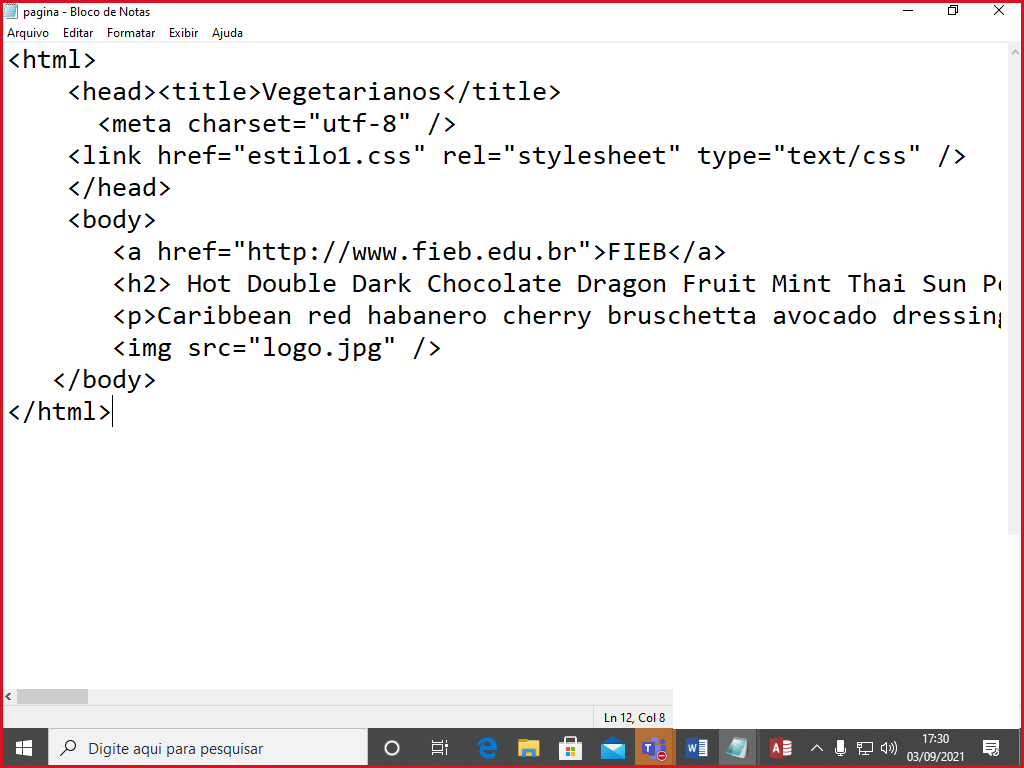 pagina - Bloco de Notas
Arquivo Editar Formatar Exibir Ajuda
<html>
<head><title>Vegetarianos</title>
<meta charset="utf-8" />
<link href="estilo1.css" rel="stylesheet" type="text/css" />
</head>
<body>
<a href="http://www.fieb.edu.br">FIEB</a>
<h2> Hot Double Dark Chocolate Dragon Fruit Mint Thai Sun
<p>Caribbean red habanero cherry bruschetta avocado dressing
<img src="logo.jpg" />
</body>
</html>
Ln 12, Col 8
Digite aqui para pesquisar
17:30
03/09/2021